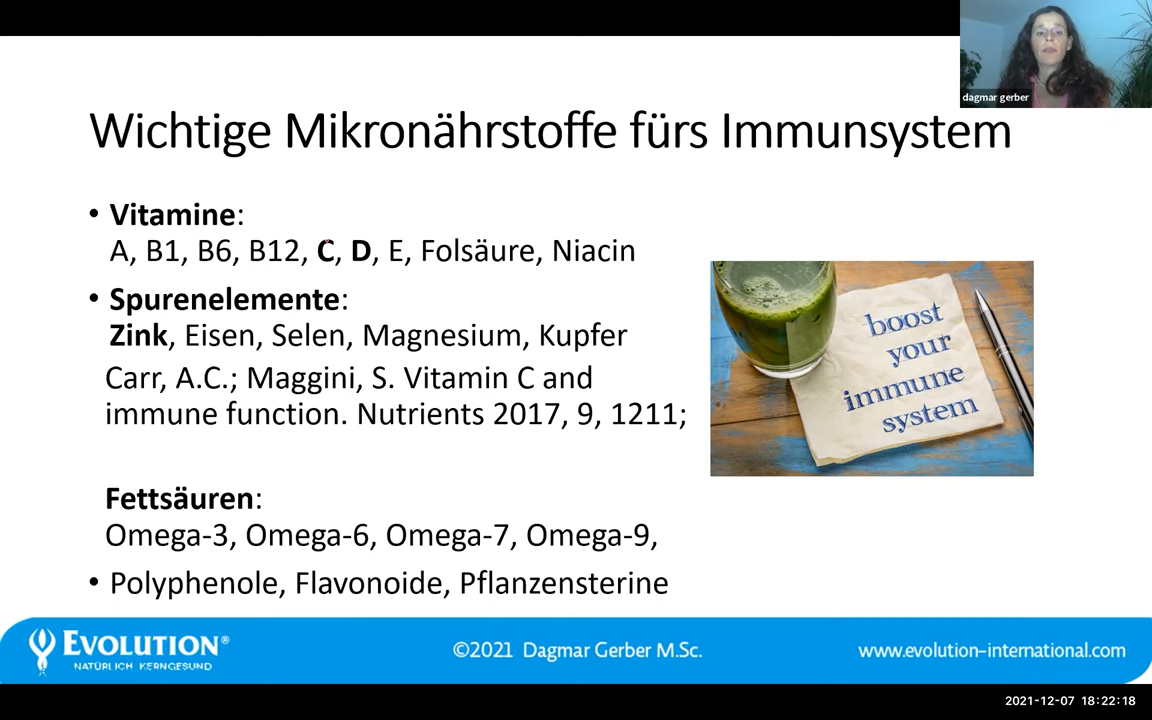 dagmar gerber
Wichtige Mikronährstoffe fürs Immunsystem
• Vitamine:
A, B1, B6, B12, C, D, E, Folsäure, Niacin
• Spurenelemente:
Zink, Eisen, Selen, Magnesium, Kupfer
Carr, A.C.; Maggini, S. Vitamin C and
immune function. Nutrients 2017, 9, 1211;
Fettsäuren:
Omega-3, Omega-6, Omega-7, Omega-9,
• Polyphenole, Flavonoide, Pflanzensterine
boost
your
immune
system
EVOLUTION®
NATÜRLICH KERNGESUND
©2021 Dagmar Gerber M.Sc.
www.evolution-international.com
2021-12-07 18:22:18